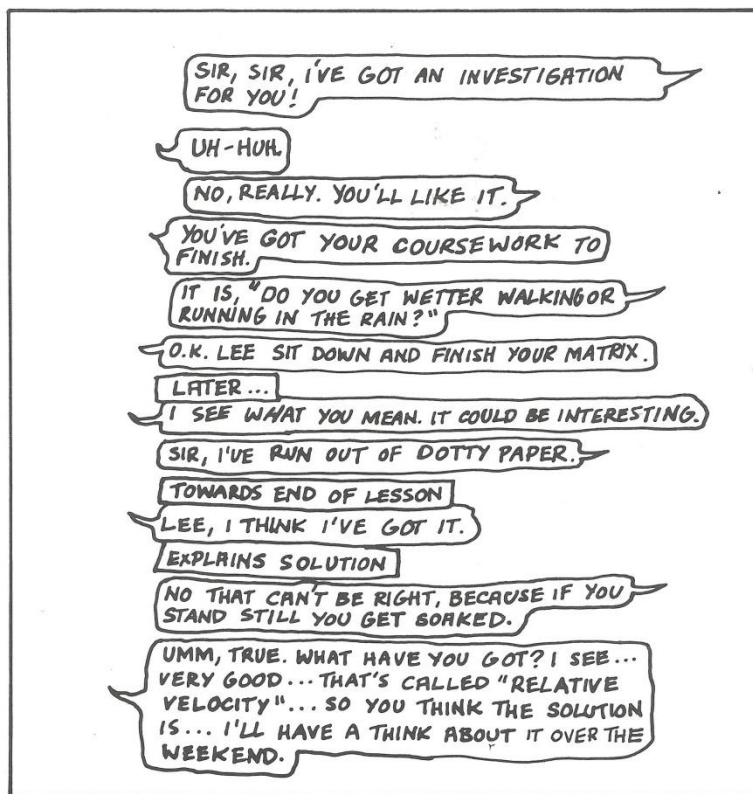 SIR, SIR, I'VE GOT AN INVESTIGATION
FOR YOU!
UH-HUH.
NO, REALLY. YOU'LL LIKE IT.
YOU'VE GOT YOUR COURSEWORK TO
FINISH.
IT IS, "DO YOU GET WETTER WALKING OR
RUNNING IN THE RAIN?"
O.K. LEE SIT DOWN AND FINISH YOUR MATRIX.
LATER...
I SEE WHAT YOU MEAN. IT COULD BE INTERESTING.
SIR, I'VE RUN OUT OF DOTTY PAPER.
TOWARDS END OF LESSON
LEE, I THINK I'VE GOT IT.
EXPLAINS SOLUTION
NO THAT CAN'T BE RIGHT, BECAUSE IF YOU
STAND STILL YOU GET SOAKED.
UMM, TRUE. WHAT HAVE YOU GOT? I SEE...
VERY GOOD... THAT'S CALLED "RELATIVE
VELOCITY"... SO YOU THINK THE SOLUTION
IS... I'LL HAVE A THINK ABOUT IT OVER THE
WEEKEND.